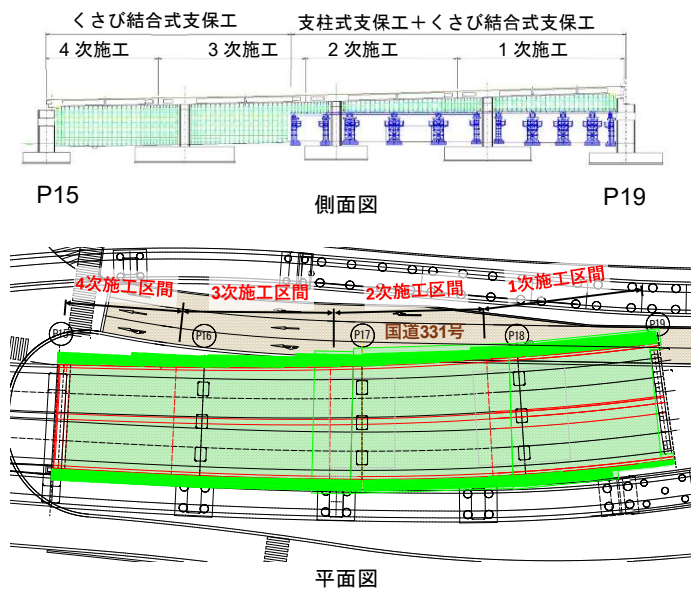 くさび結合式支保工
支柱式支保工＋くさび結合式支保工
4次施工
3次施工
2次施工
1次施工
P15
P19
側面図
4次施工区間
3次施工区間
2次施工区間
1次施工区間
国道331号
P15
P16
P17
P18
P19
平面図